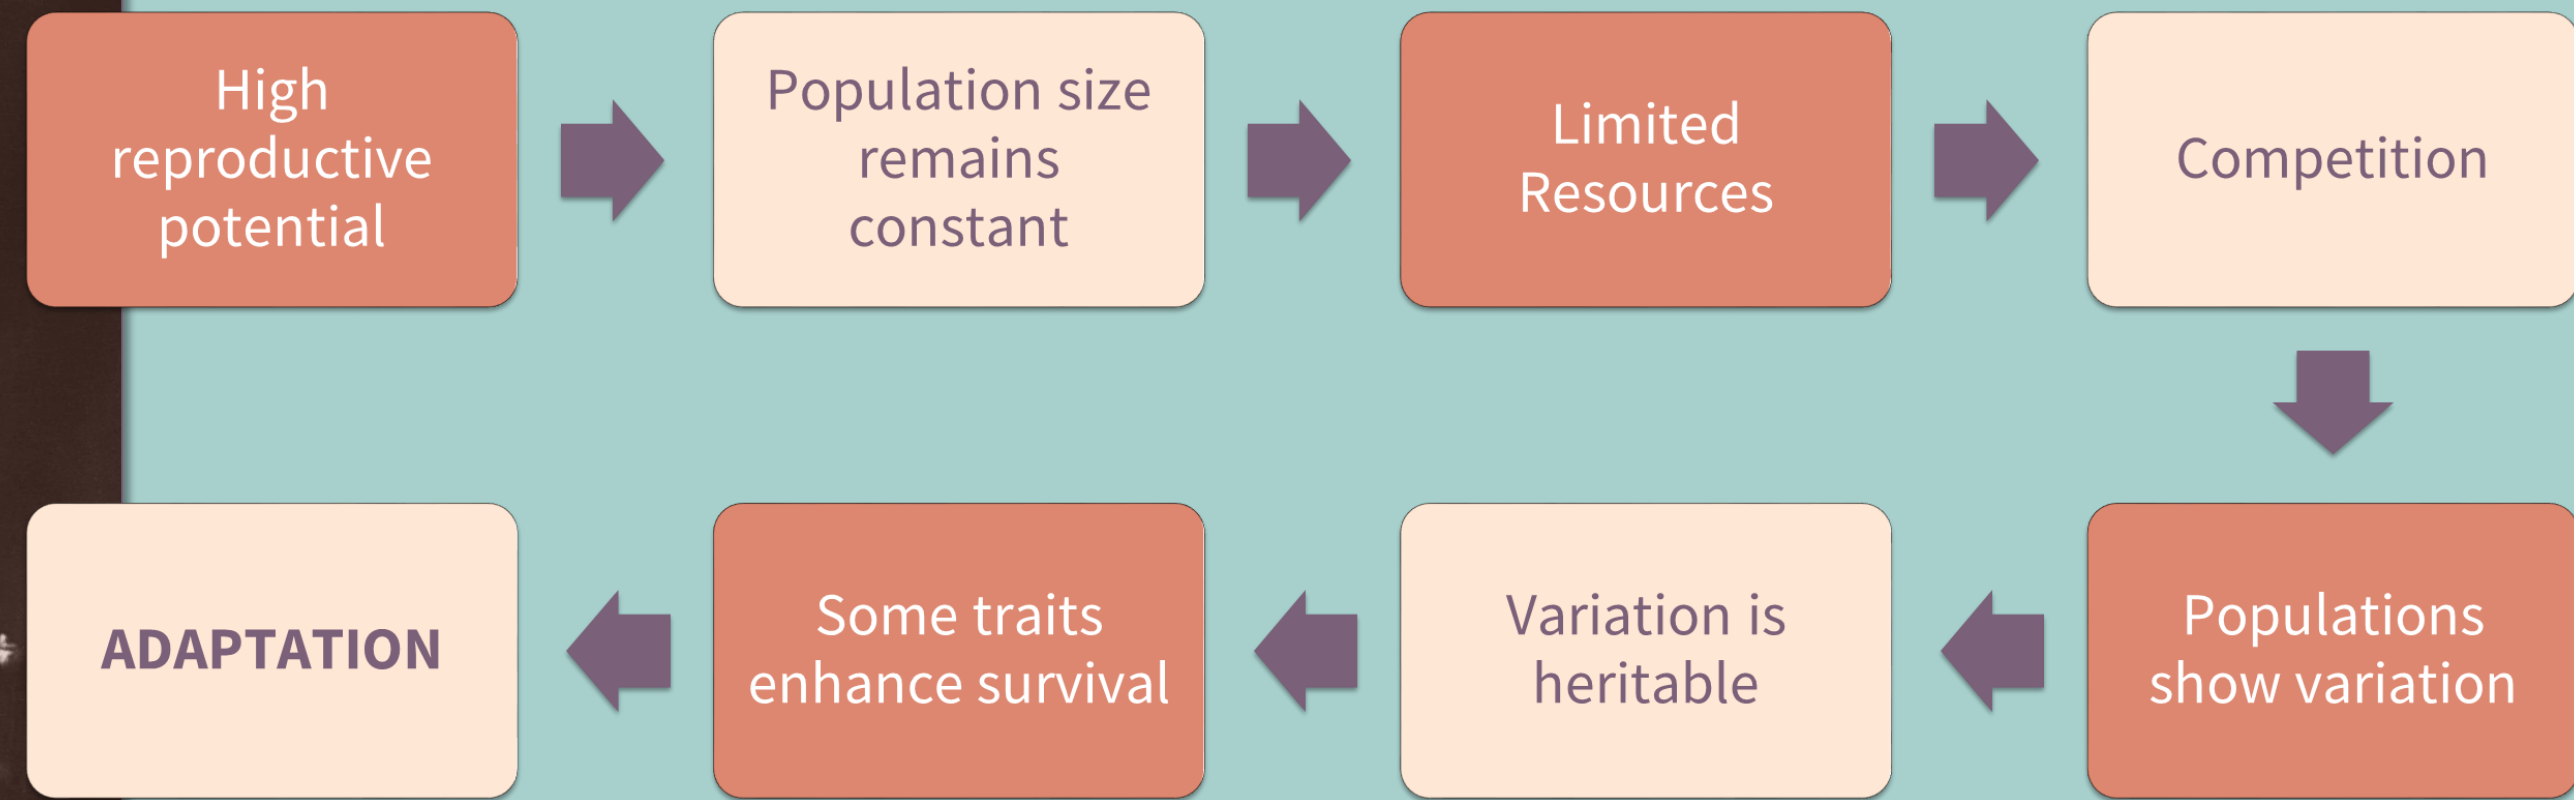 High
reproductive
potential
Population size
remains
constant
Limited
Resources
Competition
Populations
show variation
Variation is
heritable
Some traits
enhance survival
ADAPTATION